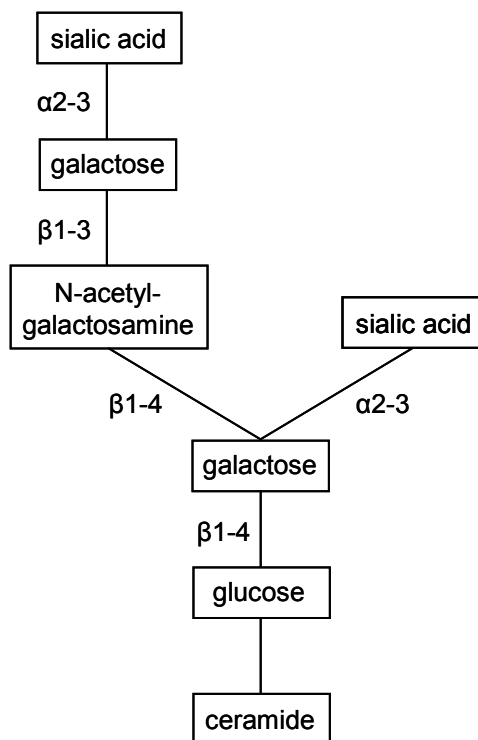 sialic acid
α2-3
galactose
β1-3
N-acetyl-
galactosamine
sialic acid
β1-4
α2-3
galactose
β1-4
glucose
ceramide